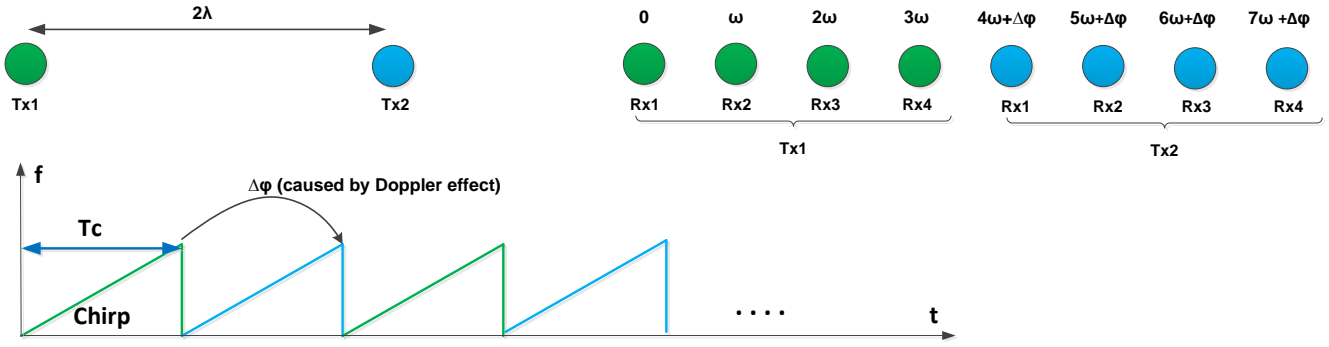 2λ
0 ω 2ω 3ω 4ω+Δφ 5ω+Δφ 6ω+Δφ 7ω +Δφ
Tx1 Tx2 Rx1 Rx2 Rx3 Rx4 Rx1 Rx2 Rx3 Rx4
Tx1 Tx2
f
Δφ (caused by Doppler effect)
Tc
Chirp
. . . .
t